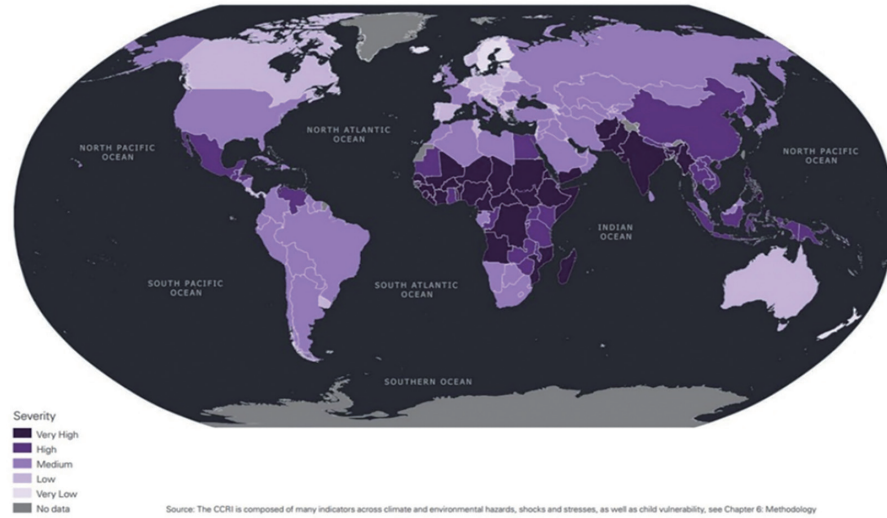 NORTH PACIFIC
OCEAN
NORTH ATLANTIC
OCEAN
NORTH PACIFIC
OCEAN
INDIAN
OCEAN
SOUTH PACIFIC
OCEAN
SOUTH ATLANTIC
OCEAN
SOUTHERN OCEAN
Severity
Very High
High
Medium
Low
Very Low
No data
Source: The CCRI is composed of many indicators across climate and environmental hazards, shocks and stresses, as well as child vulnerability, see Chapter 6: Methodology